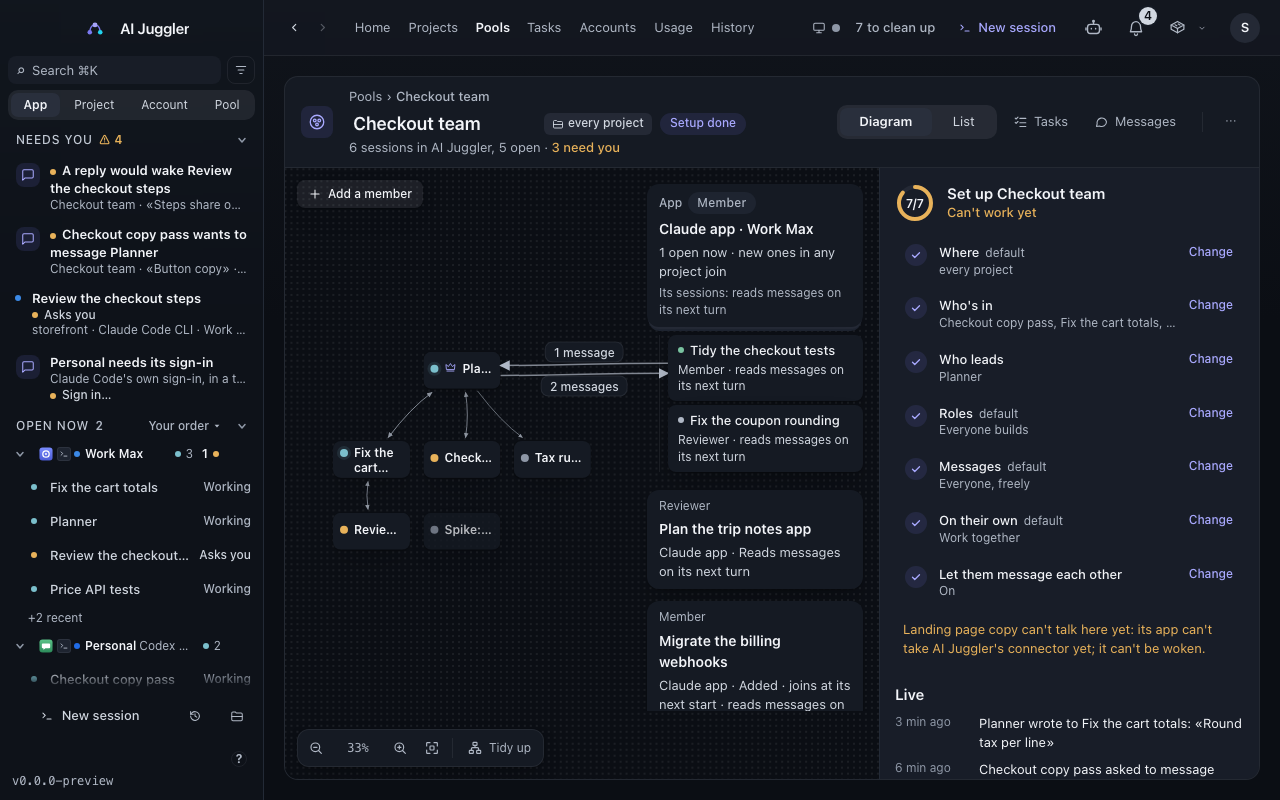 AI Juggler
Search ⌘K
App Project Account Pool
NEEDS YOU 4
A reply would wake Review
the checkout steps
Checkout team · «Steps share o...
Checkout copy pass wants to
message Planner
Checkout team · «Button copy» ·...
Review the checkout steps
Asks you
storefront · Claude Code CLI · Work ...
Personal needs its sign-in
Claude Code's own sign-in, in a t...
Sign in...
OPEN NOW 2 Your order
Work Max 3 1
Fix the cart totals Working
Planner Working
Review the checkout... Asks you
Price API tests Working
+2 recent
Personal Codex ... 2
Checkout copy pass Working
New session
?
v0.0.0-preview
Home Projects Pools Tasks Accounts Usage History
7 to clean up
New session
4
S
Pools › Checkout team
Checkout team
every project
Setup done
6 sessions in AI Juggler, 5 open · 3 need you
Diagram List
Tasks
Messages
Add a member
App Member
Claude app · Work Max
1 open now · new ones in any
project join
Its sessions: reads messages on
its next turn
Tidy the checkout tests
Member · reads messages on
its next turn
Fix the coupon rounding
Reviewer · reads messages on
its next turn
1 message
2 messages
Pla...
Fix the
cart...
Check...
Tax ru...
Revie...
Spike:...
Reviewer
Plan the trip notes app
Claude app · Reads messages
on its next turn
Member
Migrate the billing
webhooks
Claude app · Added · joins at its
next start · reads messages on
33%
Tidy up
7/7
Set up Checkout team
Can't work yet
Where default
every project
Change
Who's in
Checkout copy pass, Fix the cart totals, ...
Change
Who leads
Planner
Change
Roles default
Everyone builds
Change
Messages default
Everyone, freely
Change
On their own default
Work together
Change
Let them message each other
On
Change
Landing page copy can't talk here yet: its app can't
take AI Juggler's connector yet; it can't be woken.
Live
3 min ago
Planner wrote to Fix the cart totals: «Round
tax per line»
6 min ago
Checkout copy pass asked to message